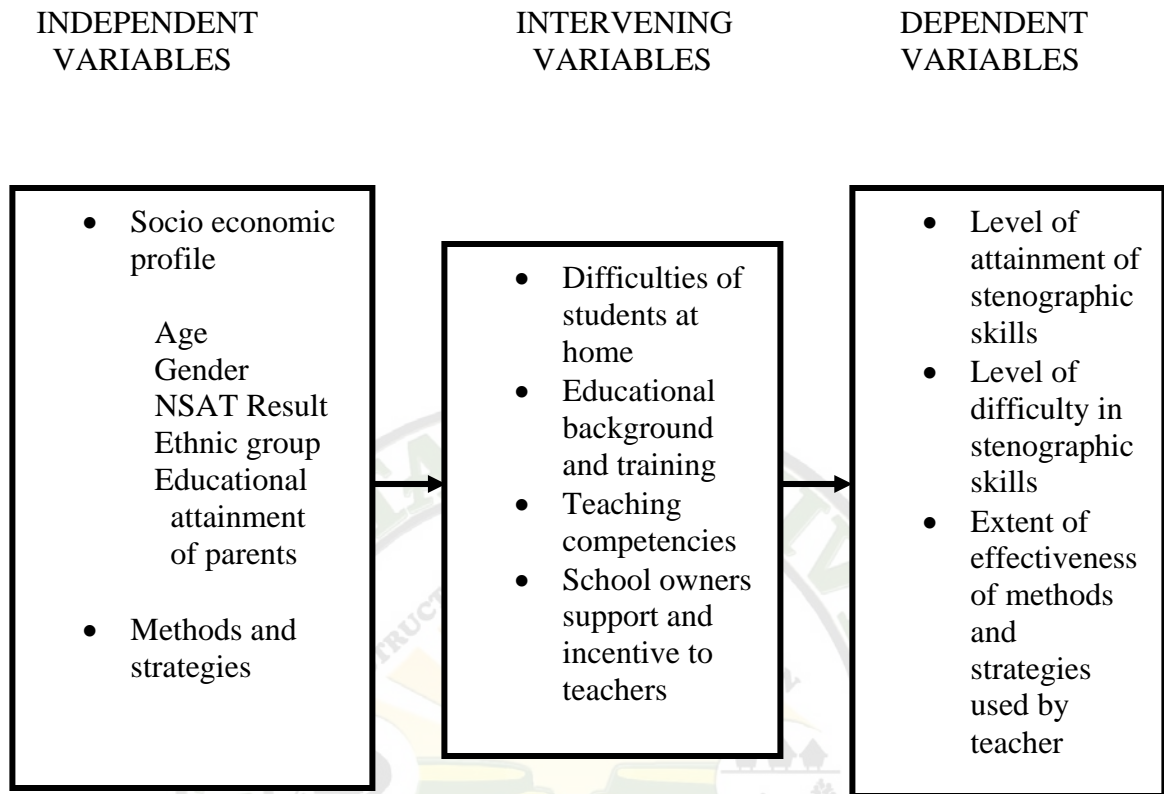 INDEPENDENT
VARIABLES
INTERVENING
VARIABLES
DEPENDENT
VARIABLES
• Socio economic
profile
Age
Gender
NSAT Result
Ethnic group
Educational
attainment
of parents
• Methods and
strategies
• Difficulties of
students at
home
• Educational
background
and training
• Teaching
competencies
• School owners
support and
incentive to
teachers
• Level of
attainment of
stenographic
skills
• Level of
difficulty in
stenographic
skills
• Extent of
effectiveness
of methods
and
strategies
used by
teacher